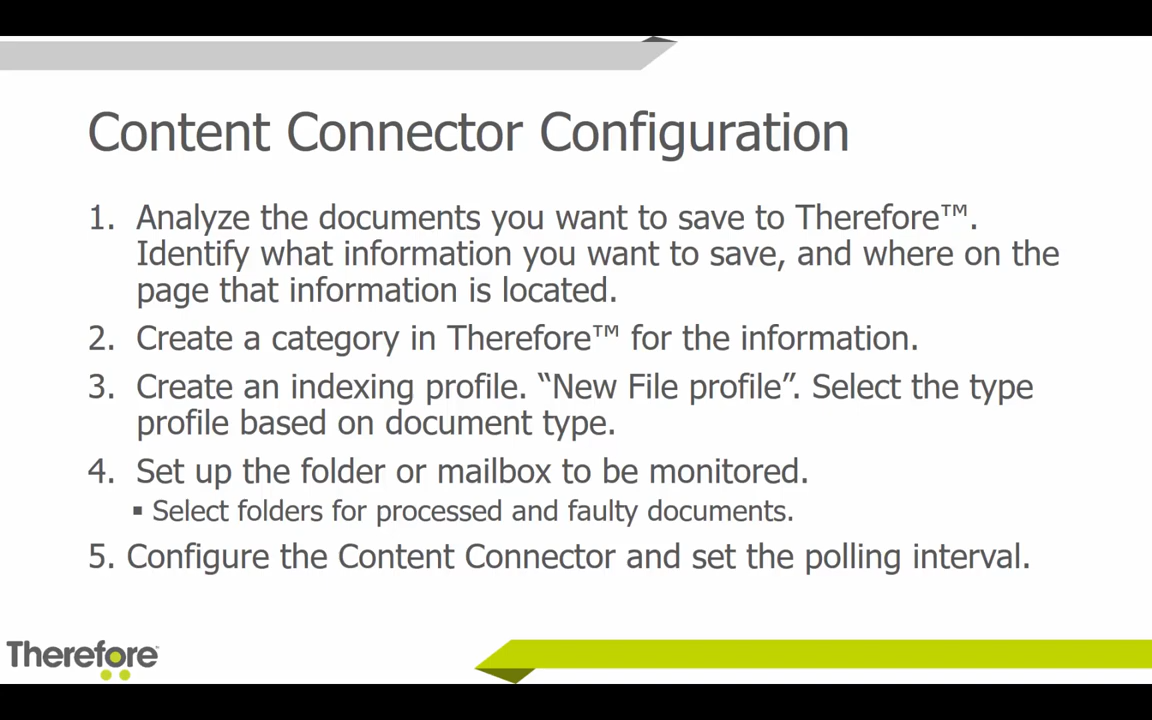 Content Connector Configuration
1. Analyze the documents you want to save to Therefore™.
Identify what information you want to save, and where on the
page that information is located.
2. Create a category in Therefore™ for the information.
3. Create an indexing profile. “New File profile”. Select the type
profile based on document type.
4. Set up the folder or mailbox to be monitored.
▪ Select folders for processed and faulty documents.
5. Configure the Content Connector and set the polling interval.
Therefore™